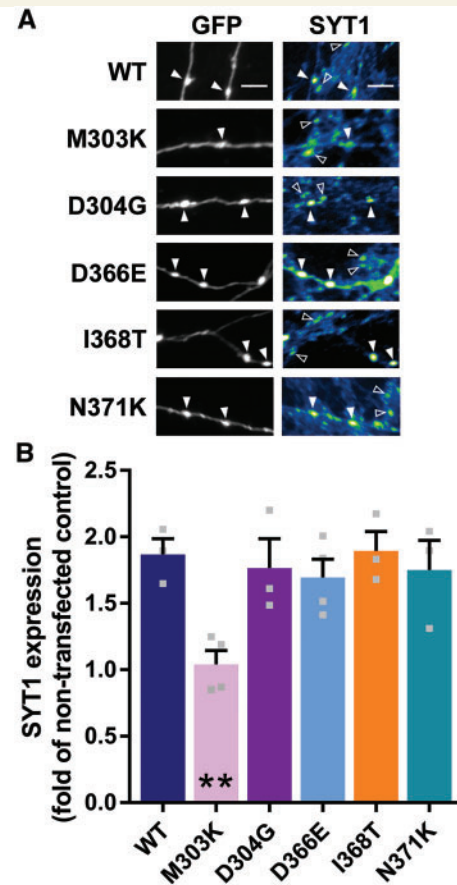 A
GFP SYT1
WT
M303K
D304G
D366E
I368T
N371K
B
SYT1 expression
(fold of non-transfected control)
2.5
2.0
1.5
1.0
0.5
0.0
**
WT M303K D304G D366E I368T N371K